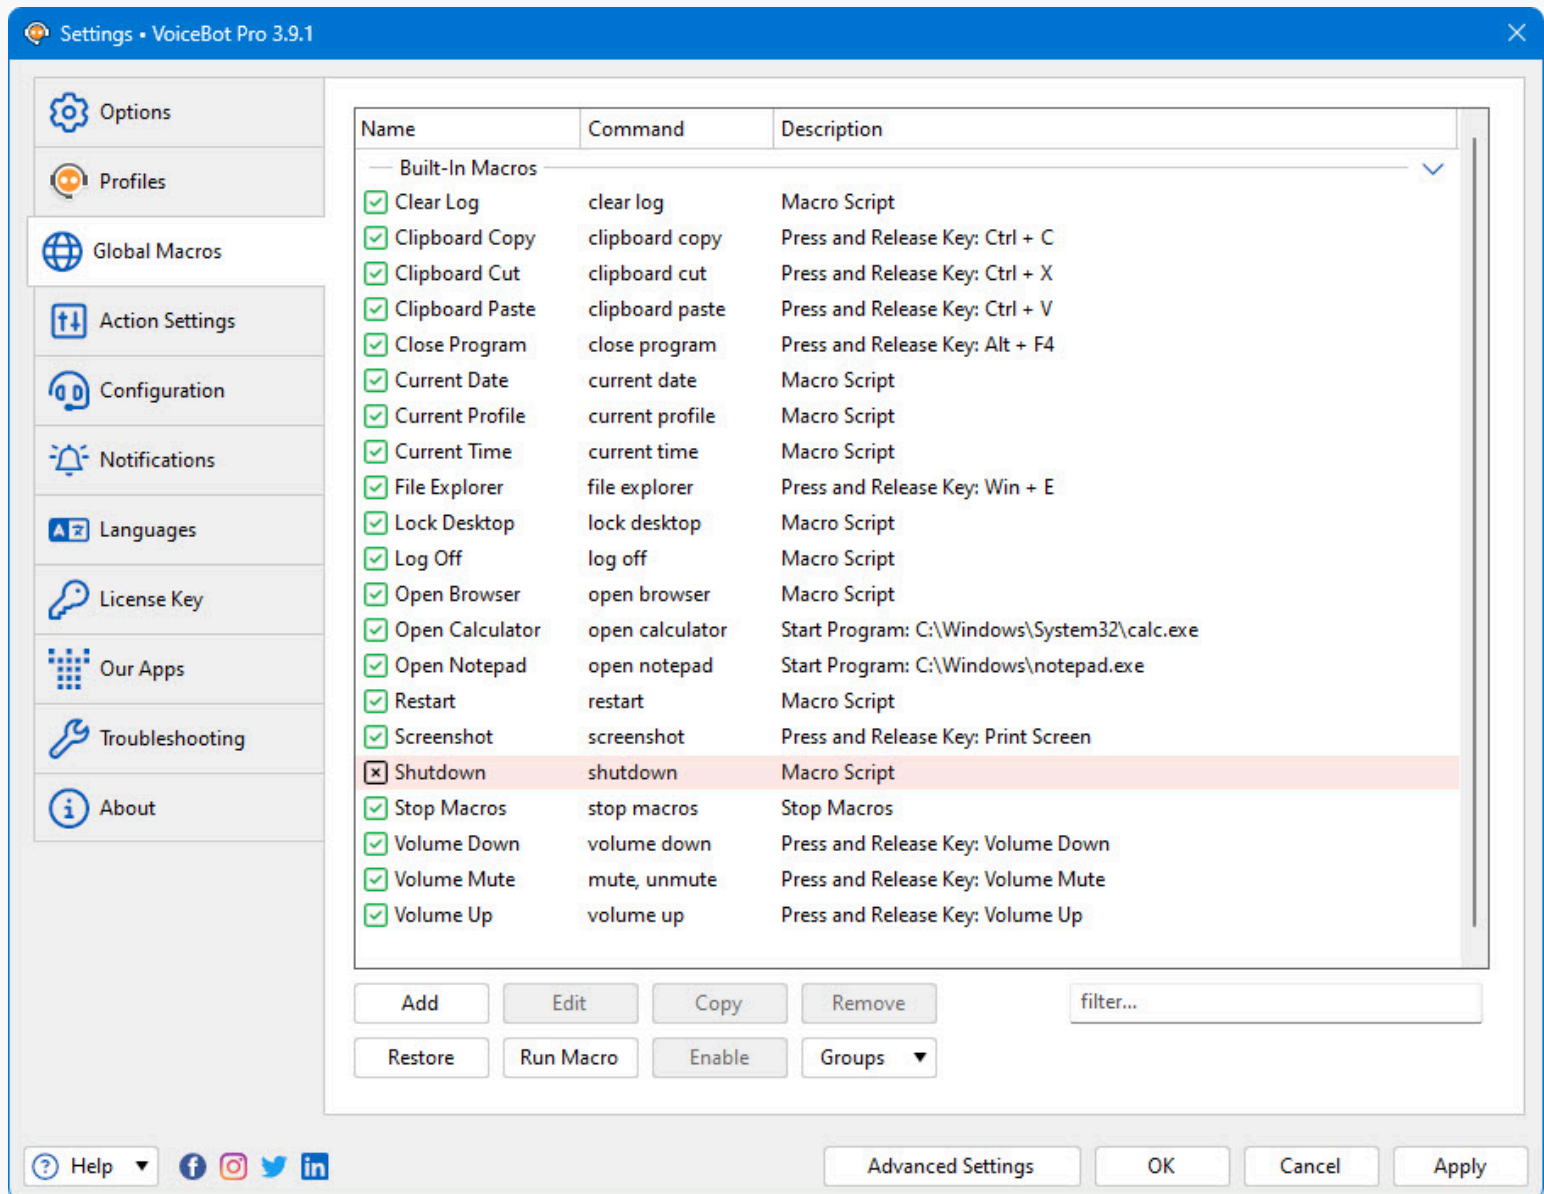 Settings • VoiceBot Pro 3.9.1
Options
Profiles
Global Macros
Action Settings
Configuration
Notifications
Languages
License Key
Our Apps
Troubleshooting
About
Name Command Description
Built-In Macros
Clear Log clear log Macro Script
Clipboard Copy clipboard copy Press and Release Key: Ctrl + C
Clipboard Cut clipboard cut Press and Release Key: Ctrl + X
Clipboard Paste clipboard paste Press and Release Key: Ctrl + V
Close Program close program Press and Release Key: Alt + F4
Current Date current date Macro Script
Current Profile current profile Macro Script
Current Time current time Macro Script
File Explorer file explorer Press and Release Key: Win + E
Lock Desktop lock desktop Macro Script
Log Off log off Macro Script
Open Browser open browser Macro Script
Open Calculator open calculator Start Program: C:\Windows\System32\calc.exe
Open Notepad open notepad Start Program: C:\Windows\notepad.exe
Restart restart Macro Script
Screenshot screenshot Press and Release Key: Print Screen
Shutdown shutdown Macro Script
Stop Macros stop macros Stop Macros
Volume Down volume down Press and Release Key: Volume Down
Volume Mute mute, unmute Press and Release Key: Volume Mute
Volume Up volume up Press and Release Key: Volume Up
Add Edit Copy Remove filter...
Restore Run Macro Enable Groups
Help Advanced Settings OK Cancel Apply